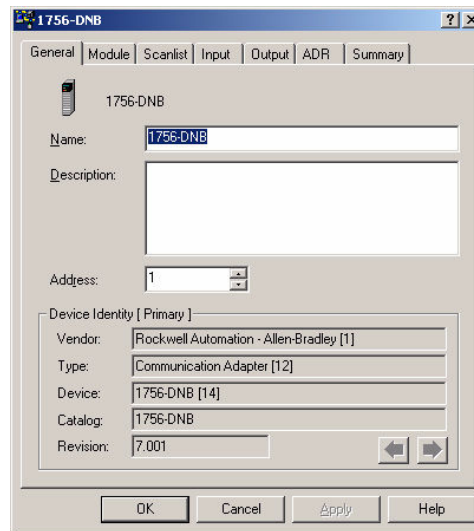 1756-DNB
General Module Scanlist Input Output ADR Summary
1756-DNB
Name: 1756-DNB
Description:
Address: 1
Device Identity [ Primary ]
Vendor: Rockwell Automation - Allen-Bradley [1]
Type: Communication Adapter [12]
Device: 1756-DNB [14]
Catalog: 1756-DNB
Revision: 7.001
OK Cancel Apply Help